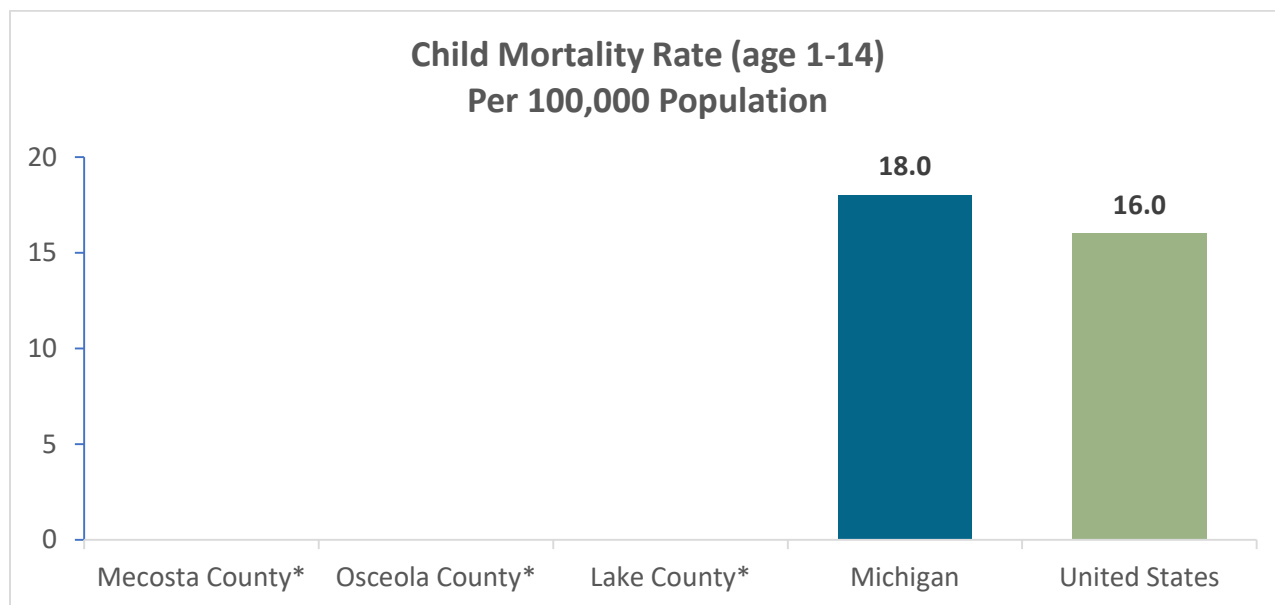 Child Mortality Rate (age 1-14)
Per 100,000 Population
20
15
10
5
0
18.0
16.0
Mecosta County*
Osceola County*
Lake County*
Michigan
United States